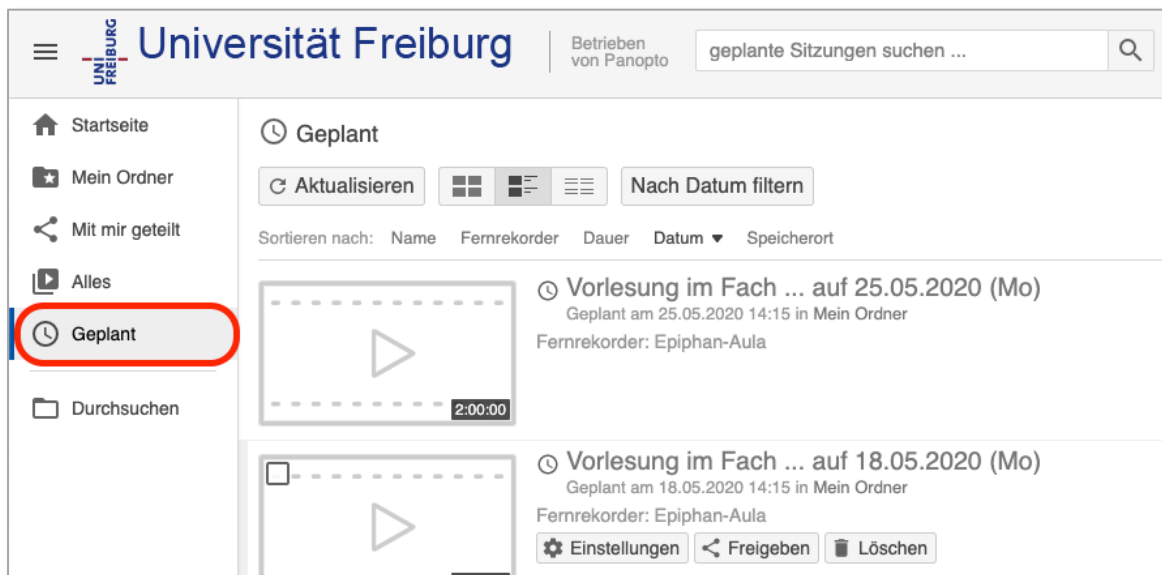 UNI
FREIBURG
Universität Freiburg
Betrieben
von Panopto
geplante Sitzungen suchen ...
Startseite
Mein Ordner
Mit mir geteilt
Alles
Geplant
Durchsuchen
Geplant
Aktualisieren
Nach Datum filtern
Sortieren nach: Name Fernrekorder Dauer Datum ▼ Speicherort
Vorlesung im Fach ... auf 25.05.2020 (Mo)
Geplant am 25.05.2020 14:15 in Mein Ordner
Fernrekorder: Epiphan-Aula
2:00:00
Vorlesung im Fach ... auf 18.05.2020 (Mo)
Geplant am 18.05.2020 14:15 in Mein Ordner
Fernrekorder: Epiphan-Aula
Einstellungen Freigeben Löschen